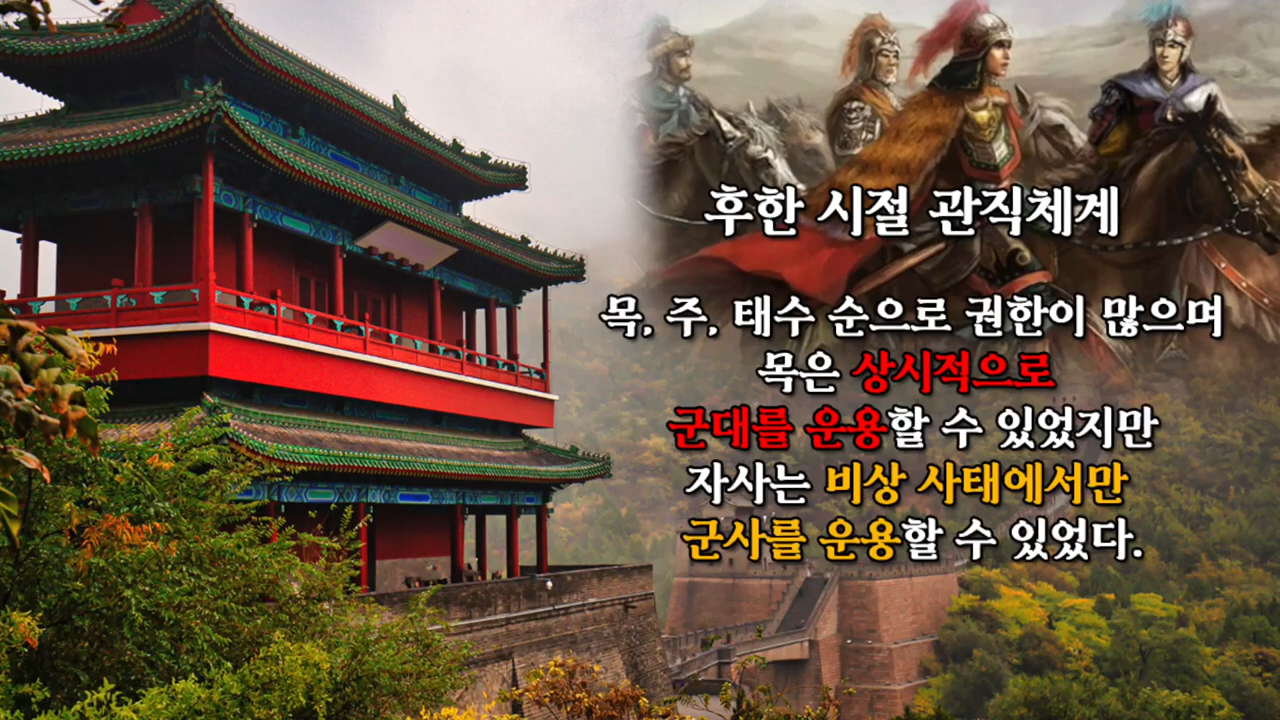 후한 시절 관직체계
목, 주, 태수 순으로 권한이 많으며
목은 상시적으로
군대를 운용할 수 있었지만
자사는 비상 사태에서만
군사를 운용할 수 있었다.